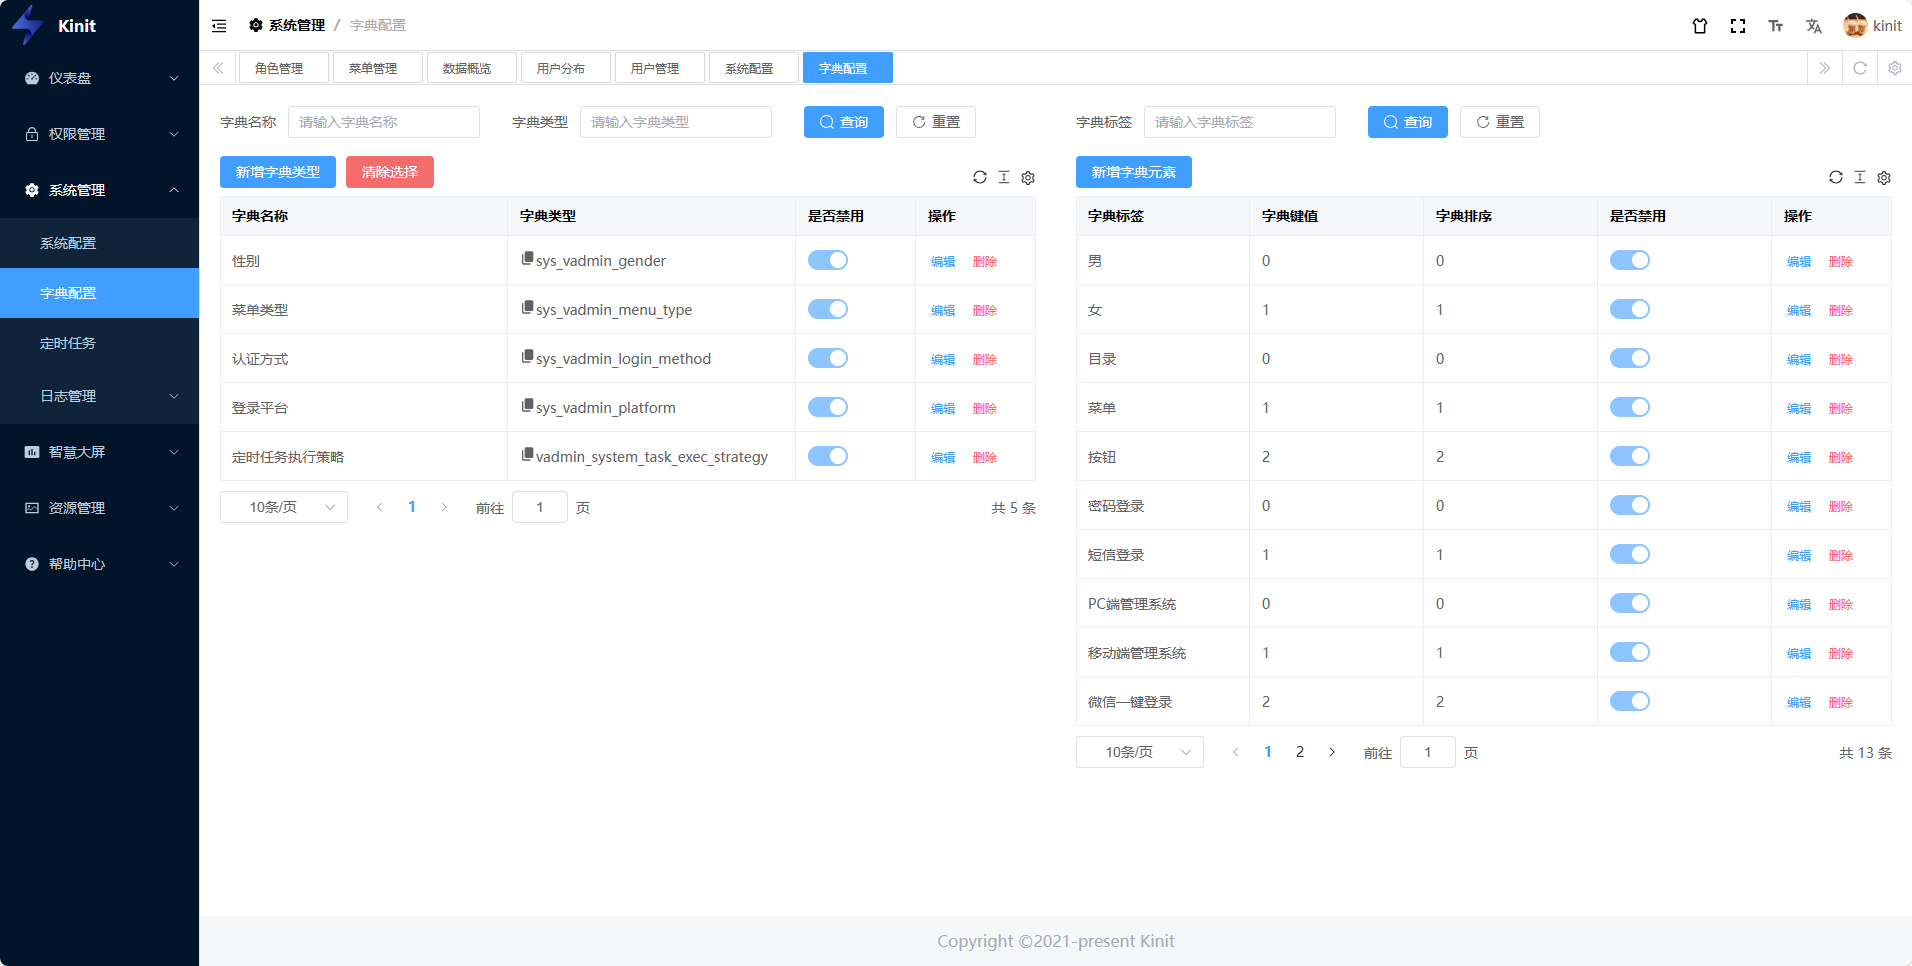 Kinit
仪表盘
权限管理
系统管理
系统配置
字典配置
定时任务
日志管理
智慧大屏
资源管理
帮助中心
系统管理 / 字典配置
kinit
角色管理 菜单管理 数据概览 用户分布 用户管理 系统配置 字典配置
字典名称 请输入字典名称 字典类型 请输入字典类型 查询 重置
新增字典类型 清除选择
字典名称 字典类型 是否禁用 操作
性别 sys_vadmin_gender 编辑 删除
菜单类型 sys_vadmin_menu_type 编辑 删除
认证方式 sys_vadmin_login_method 编辑 删除
登录平台 sys_vadmin_platform 编辑 删除
定时任务执行策略 vadmin_system_task_exec_strategy 编辑 删除
10条/页 1 前往 1 页 共 5 条
字典标签 请输入字典标签 查询 重置
新增字典元素
字典标签 字典键值 字典排序 是否禁用 操作
男 0 0 编辑 删除
女 1 1 编辑 删除
目录 0 0 编辑 删除
菜单 1 1 编辑 删除
按钮 2 2 编辑 删除
密码登录 0 0 编辑 删除
短信登录 1 1 编辑 删除
PC端管理系统 0 0 编辑 删除
移动端管理系统 1 1 编辑 删除
微信一键登录 2 2 编辑 删除
10条/页 1 2 前往 1 页 共 13 条
Copyright ©2021-present Kinit